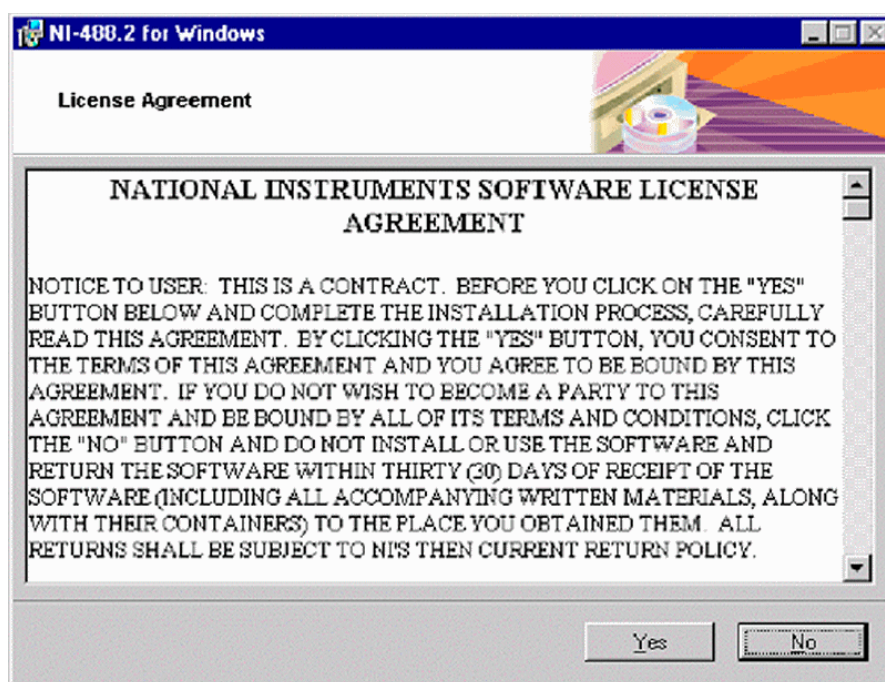 NI-488.2 for Windows
License Agreement
NATIONAL INSTRUMENTS SOFTWARE LICENSE
AGREEMENT
NOTICE TO USER:  THIS IS A CONTRACT.  BEFORE YOU CLICK ON THE "YES"
BUTTON BELOW AND COMPLETE THE INSTALLATION PROCESS, CAREFULLY
READ THIS AGREEMENT.  BY CLICKING THE "YES" BUTTON, YOU CONSENT TO
THE TERMS OF THIS AGREEMENT AND YOU AGREE TO BE BOUND BY THIS
AGREEMENT.  IF YOU DO NOT WISH TO BECOME A PARTY TO THIS
AGREEMENT AND BE BOUND BY ALL OF ITS TERMS AND CONDITIONS, CLICK
THE "NO" BUTTON AND DO NOT INSTALL OR USE THE SOFTWARE AND
RETURN THE SOFTWARE WITHIN THIRTY (30) DAYS OF RECEIPT OF THE
SOFTWARE (INCLUDING ALL ACCOMPANYING WRITTEN MATERIALS, ALONG
WITH THEIR CONTAINERS) TO THE PLACE YOU OBTAINED THEM.  ALL
RETURNS SHALL BE SUBJECT TO NI'S THEN CURRENT RETURN POLICY.
Yes
No